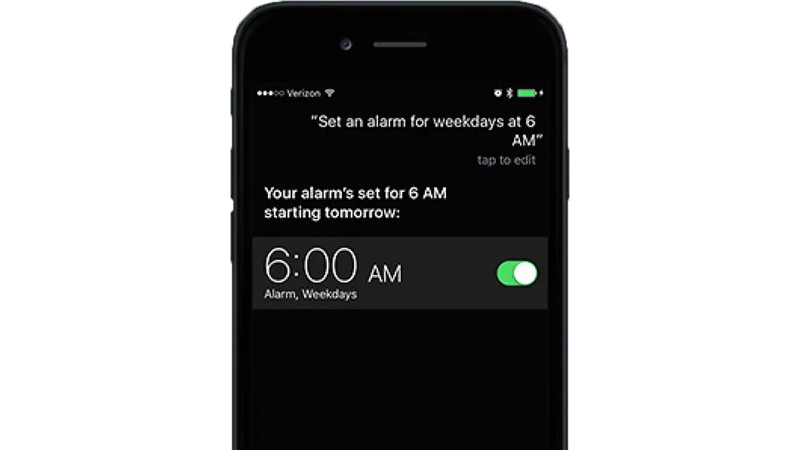 Verizon
“Set an alarm for weekdays at 6
AM”
tap to edit
Your alarm's set for 6 AM
starting tomorrow:
6:00 AM
Alarm, Weekdays